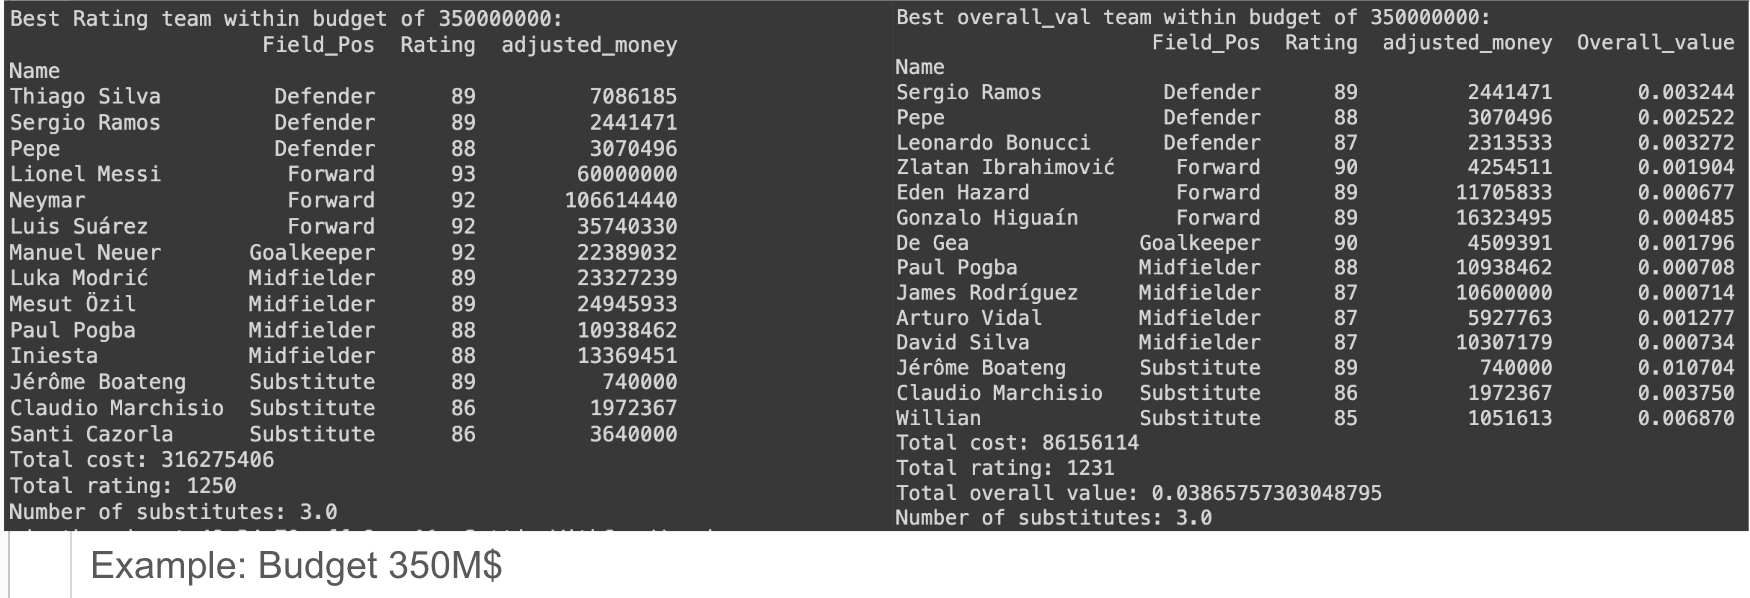 Best Rating team within budget of 350000000:
Field_Pos Rating adjusted_money
Name
Thiago Silva Defender 89 7086185
Sergio Ramos Defender 89 2441471
Pepe Defender 88 3070496
Lionel Messi Forward 93 60000000
Neymar Forward 92 106614440
Luis Suárez Forward 92 35740330
Manuel Neuer Goalkeeper 92 22389032
Luka Modrić Midfielder 89 23327239
Mesut Özil Midfielder 89 24945933
Paul Pogba Midfielder 88 10938462
Iniesta Midfielder 88 13369451
Jérôme Boateng Substitute 89 740000
Claudio Marchisio Substitute 86 1972367
Santi Cazorla Substitute 86 3640000
Total cost: 316275406
Total rating: 1250
Number of substitutes: 3.0
Best overall_val team within budget of 350000000:
Field_Pos Rating adjusted_money Overall_value
Name
Sergio Ramos Defender 89 2441471 0.003244
Pepe Defender 88 3070496 0.002522
Leonardo Bonucci Defender 87 2313533 0.003272
Zlatan Ibrahimović Forward 90 4254511 0.001904
Eden Hazard Forward 89 11705833 0.000677
Gonzalo Higuaín Forward 89 16323495 0.000485
De Gea Goalkeeper 90 4509391 0.001796
Paul Pogba Midfielder 88 10938462 0.000708
James Rodríguez Midfielder 87 10600000 0.000714
Arturo Vidal Midfielder 87 5927763 0.001277
David Silva Midfielder 87 10307179 0.000734
Jérôme Boateng Substitute 89 740000 0.010704
Claudio Marchisio Substitute 86 1972367 0.003750
Willian Substitute 85 1051613 0.006870
Total cost: 86156114
Total rating: 1231
Total overall value: 0.03865757303048795
Number of substitutes: 3.0
Example: Budget 350M$